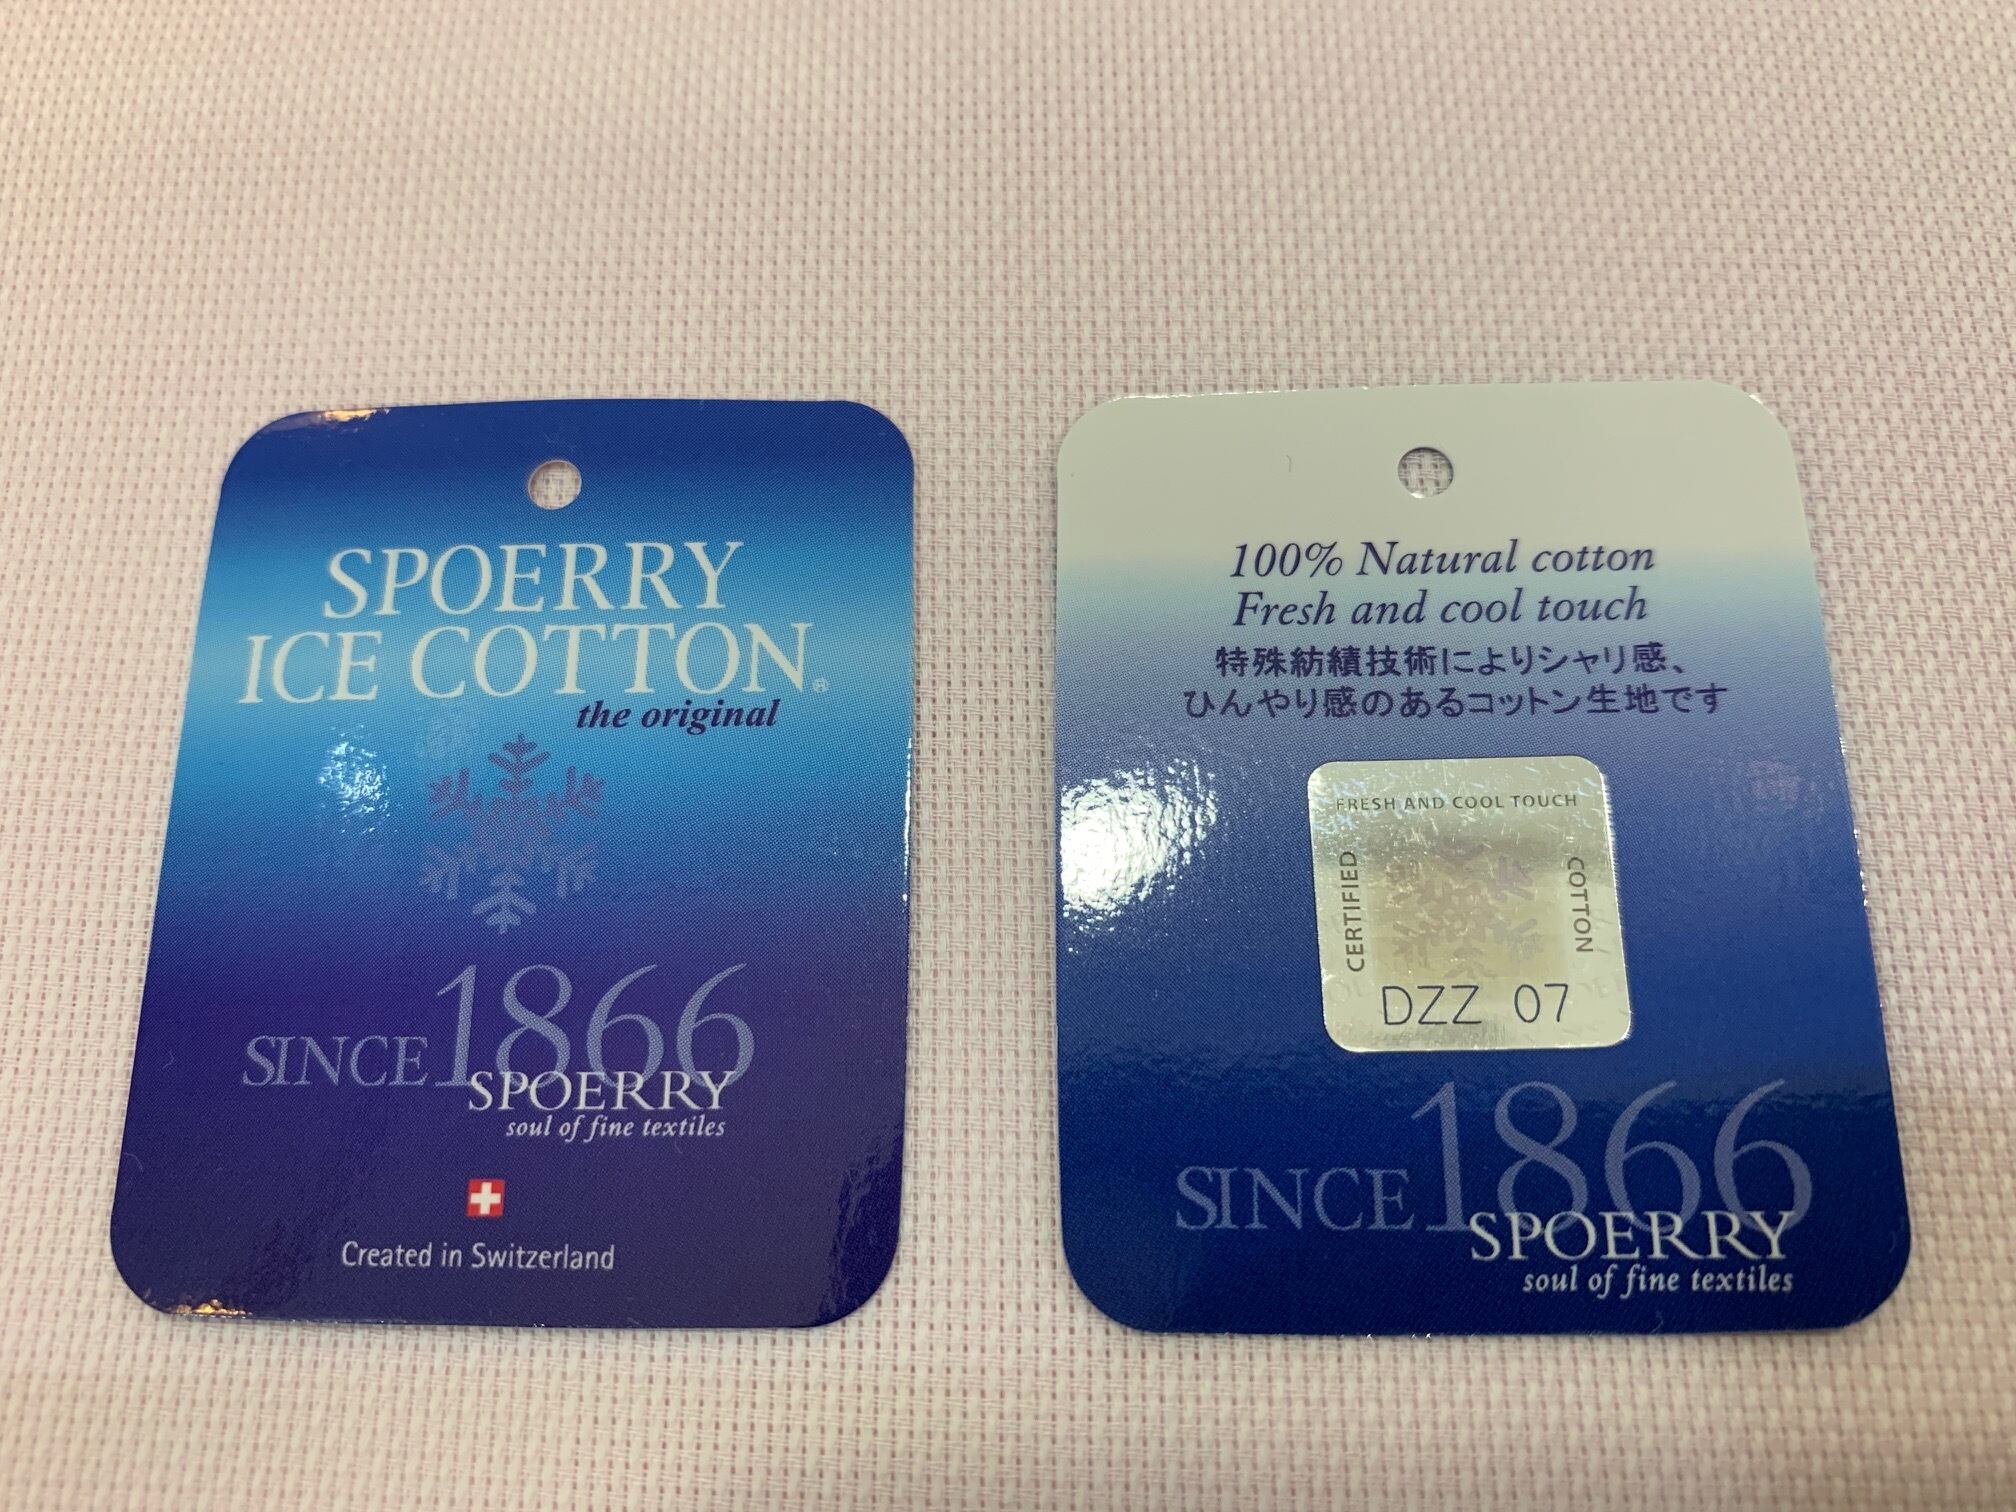 SPOERRY
ICE COTTON®
the original
SINCE 1866
SPOERRY
soul of fine textiles
Created in Switzerland
100% Natural cotton
Fresh and cool touch
特殊紡績技術によりシャリ感、
ひんやり感のあるコットン生地です
FRESH AND COOL TOUCH
CERTIFIED
COTTON
DZZ 07
SINCE 1866
SPOERRY
soul of fine textiles